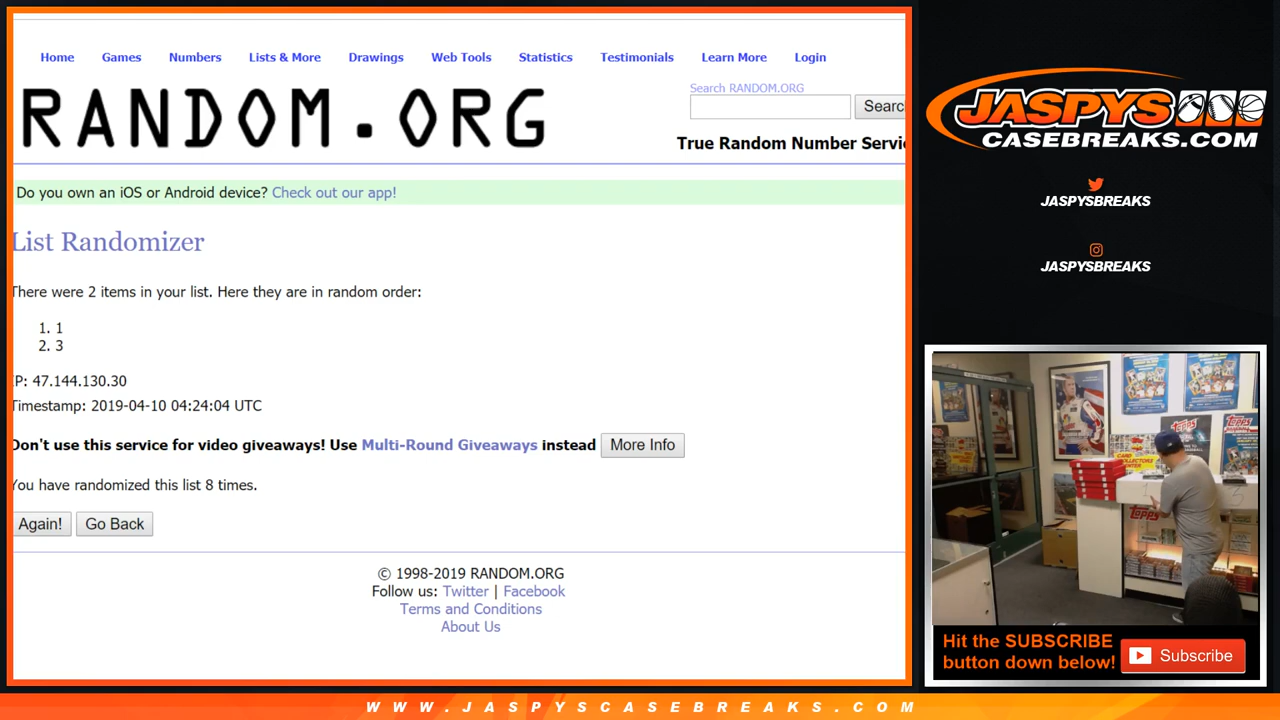 Home Games Numbers Lists & More Drawings Web Tools Statistics Testimonials Learn More Login
RANDOM.ORG
Search RANDOM.ORG
Searc
True Random Number Servi
Do you own an iOS or Android device? Check out our app!
List Randomizer
There were 2 items in your list. Here they are in random order:
1. 1
2. 3
IP: 47.144.130.30
Timestamp: 2019-04-10 04:24:04 UTC
Don't use this service for video giveaways! Use Multi-Round Giveaways instead More Info
You have randomized this list 8 times.
Again! Go Back
© 1998-2019 RANDOM.ORG
Follow us: Twitter | Facebook
Terms and Conditions
About Us
JASPYS
CASEBREAKS.COM
JASPYSBREAKS
JASPYSBREAKS
TOPPS
TOPPS
TOPPS
Hit the SUBSCRIBE
button down below!
Subscribe
WWW.JASPYSCASEBREAKS.COM